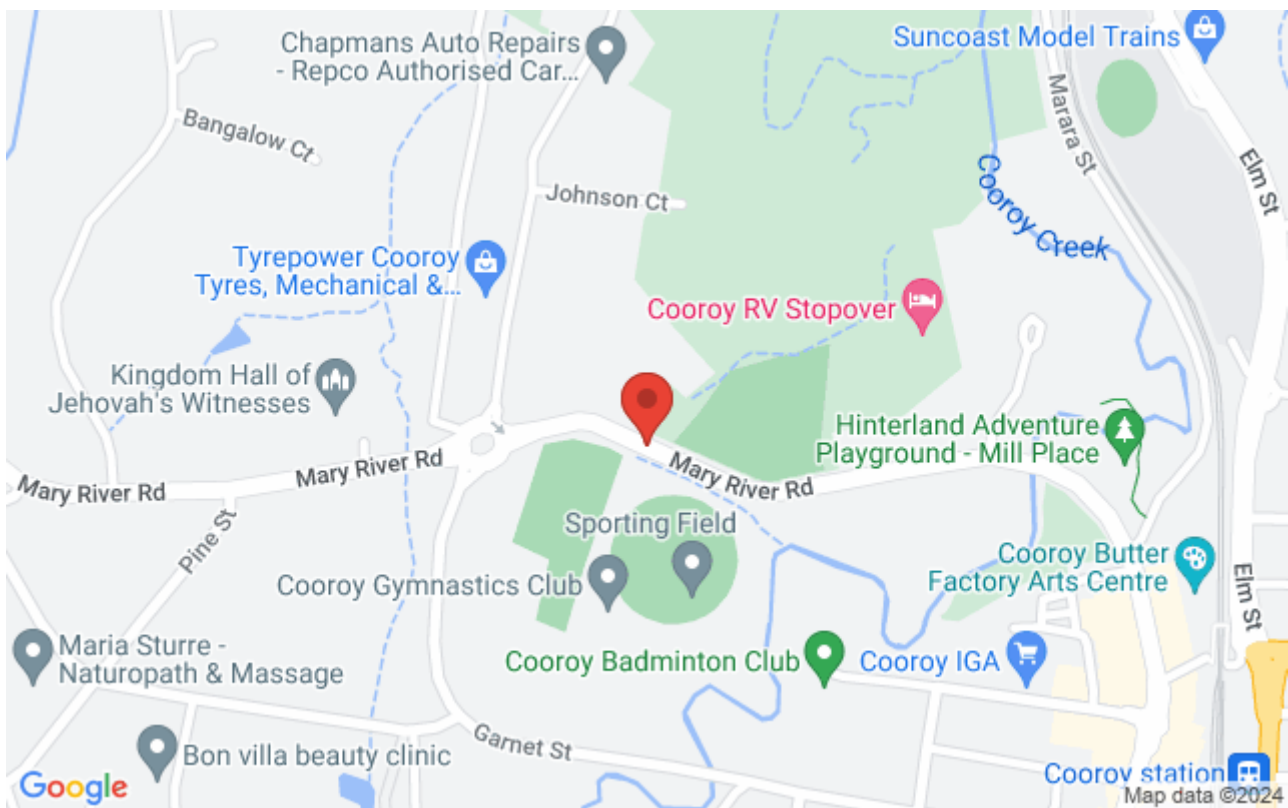 Chapmans Auto Repairs
- Repco Authorised Car...
Suncoast Model Trains
Bangalow Ct
Marara St
Elm St
Johnson Ct
Cooroy Creek
Tyrepower Cooroy
Tyres, Mechanical &...
Cooroy RV Stopover
Kingdom Hall of
Jehovah's Witnesses
Hinterland Adventure
Playground - Mill Place
Mary River Rd
Mary River Rd
Mary River Rd
Pine St
Sporting Field
Cooroy Gymnastics Club
Cooroy Butter
Factory Arts Centre
Elm St
Maria Sturre -
Naturopath & Massage
Cooroy Badminton Club
Cooroy IGA
Garnet St
Bon villa beauty clinic
Cooroy station
Google
Map data ©2024